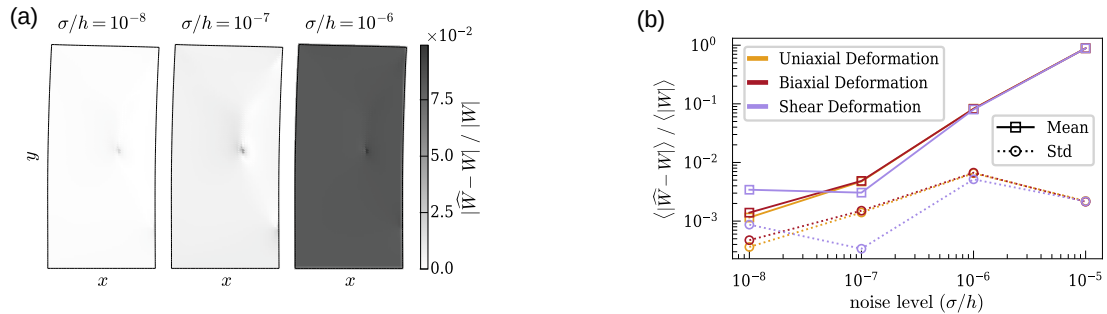 (a)
σ/h = 10⁻⁸
σ/h = 10⁻⁷
σ/h = 10⁻⁶
×10⁻²
7.5
5.0
2.5
0.0
|Ŵ − W| / |W|
y
x
x
x
(b)
10⁰
10⁻¹
10⁻²
10⁻³
⟨|Ŵ − W|⟩ / ⟨|W|⟩
Uniaxial Deformation
Biaxial Deformation
Shear Deformation
Mean
Std
10⁻⁸
10⁻⁷
10⁻⁶
10⁻⁵
noise level (σ/h)